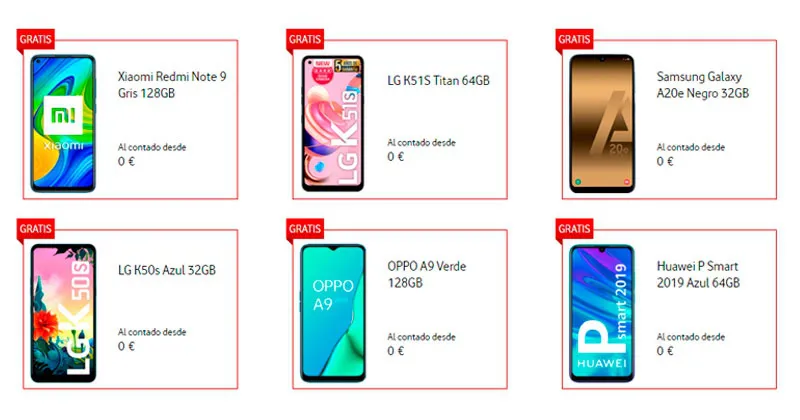 GRATIS
Xiaomi Redmi Note 9
Gris 128GB
Al contado desde
0 €
mi
xiaomi
GRATIS
LG K51S Titan 64GB
Al contado desde
0 €
NEW
LG K51S
GRATIS
Samsung Galaxy
A20e Negro 32GB
Al contado desde
0 €
A
20e
GRATIS
LG K50s Azul 32GB
Al contado desde
0 €
LG K50S
GRATIS
OPPO A9 Verde
128GB
Al contado desde
0 €
OPPO
A9
GRATIS
Huawei P Smart
2019 Azul 64GB
Al contado desde
0 €
P smart 2019
HUAWEI